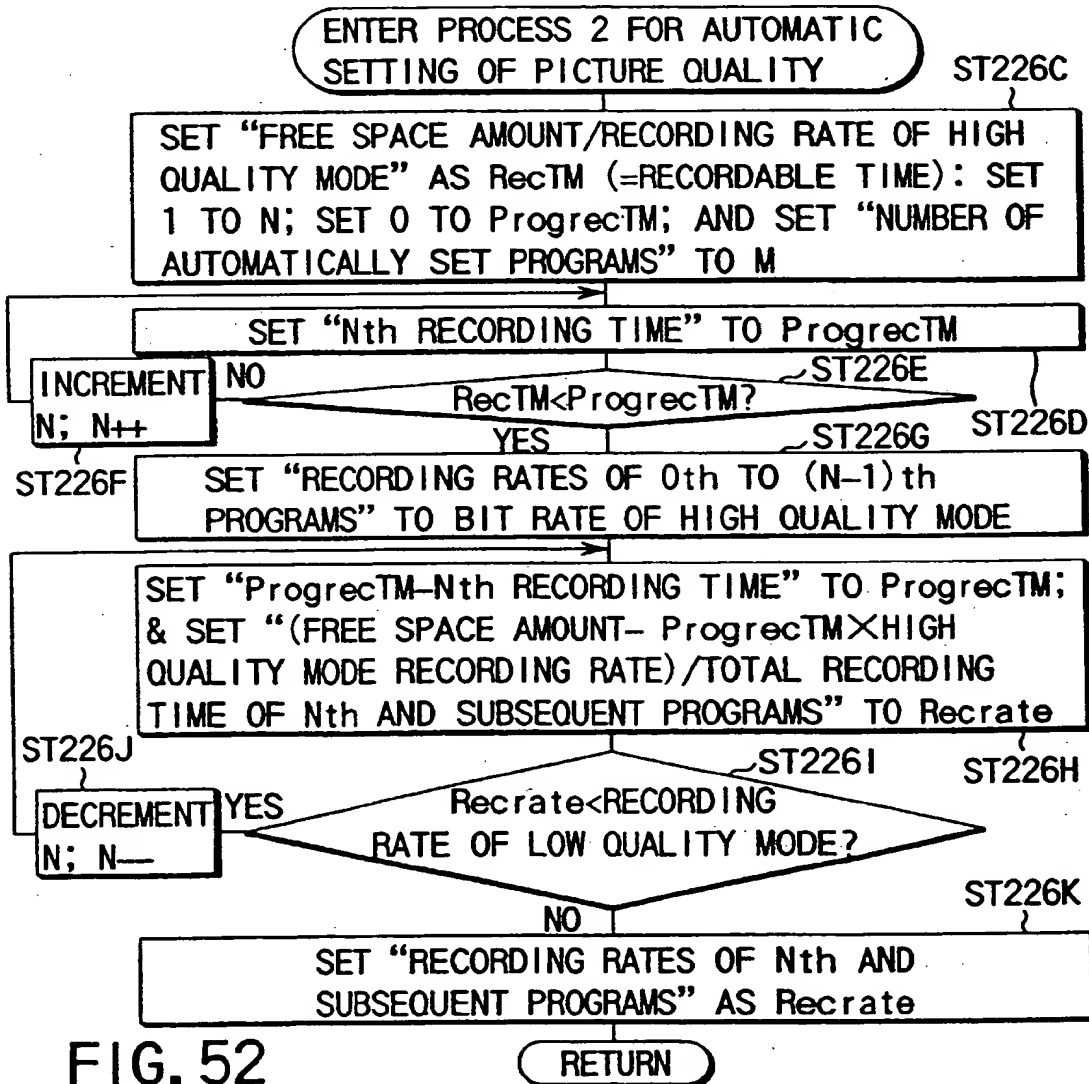 ENTER PROCESS 2 FOR AUTOMATIC
SETTING OF PICTURE QUALITY
ST226C
SET “FREE SPACE AMOUNT/RECORDING RATE OF HIGH
QUALITY MODE” AS RecTM (=RECORDABLE TIME): SET
1 TO N; SET 0 TO ProgrecTM; AND SET “NUMBER OF
AUTOMATICALLY SET PROGRAMS” TO M
SET “Nth RECORDING TIME” TO ProgrecTM
ST226D
ST226E
RecTM<ProgrecTM?
NO
INCREMENT
N; N++
ST226F
YES
ST226G
SET “RECORDING RATES OF 0th TO (N-1)th
PROGRAMS” TO BIT RATE OF HIGH QUALITY MODE
SET “ProgrecTM-Nth RECORDING TIME” TO ProgrecTM;
& SET “(FREE SPACE AMOUNT- ProgrecTM×HIGH
QUALITY MODE RECORDING RATE)/TOTAL RECORDING
TIME OF Nth AND SUBSEQUENT PROGRAMS” TO Recrate
ST226H
ST226I
Recrate<RECORDING
RATE OF LOW QUALITY MODE?
YES
ST226J
DECREMENT
N; N—
NO
ST226K
SET “RECORDING RATES OF Nth AND
SUBSEQUENT PROGRAMS” AS Recrate
RETURN
FIG. 52